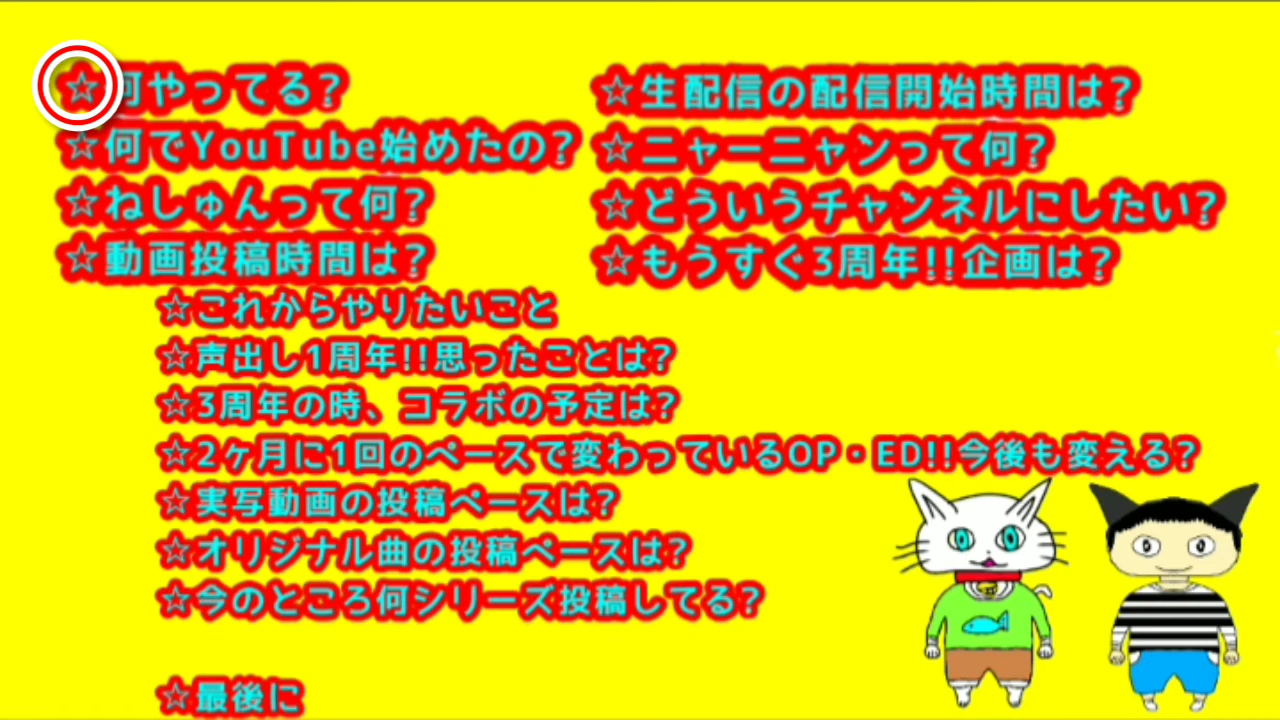 ☆何やってる?
☆何でYouTube始めたの?
☆ねしゅんって何?
☆動画投稿時間は?
☆生配信の配信開始時間は?
☆ニャーニャンって何?
☆どういうチャンネルにしたい?
☆もうすぐ3周年!!企画は?
☆これからやりたいこと
☆声出し1周年!!思ったことは?
☆3周年の時、コラボの予定は?
☆2ヶ月に1回のペースで変わっているOP・ED!!今後も変える?
☆実写動画の投稿ペースは?
☆オリジナル曲の投稿ペースは?
☆今のところ何シリーズ投稿してる?
☆最後に